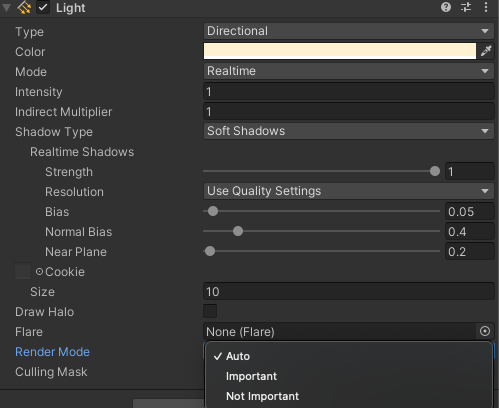 Light
Type Directional
Color
Mode Realtime
Intensity 1
Indirect Multiplier 1
Shadow Type Soft Shadows
Realtime Shadows
Strength 1
Resolution Use Quality Settings
Bias 0.05
Normal Bias 0.4
Near Plane 0.2
Cookie
Size 10
Draw Halo
Flare None (Flare)
Render Mode Auto
Important
Culling Mask Not Important